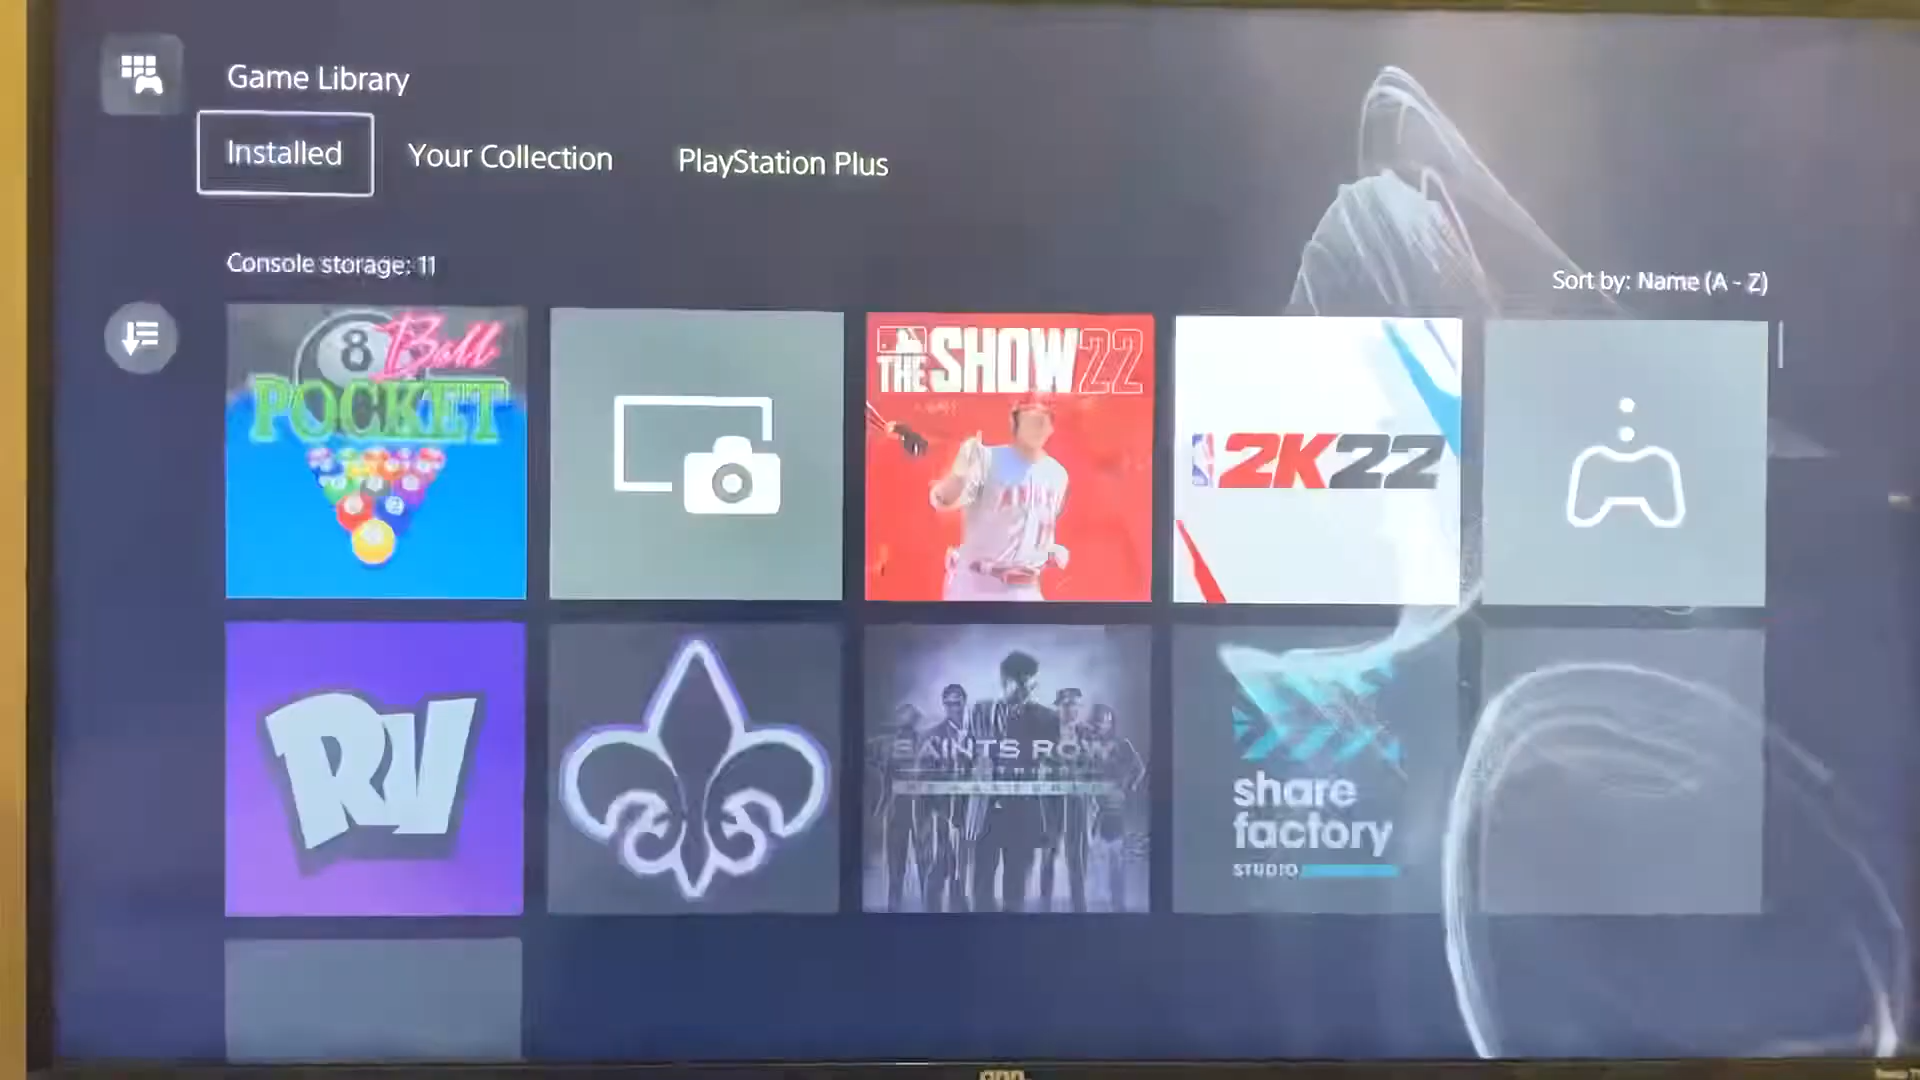 Game Library
Installed
Your Collection
PlayStation Plus
Console storage: 11
Sort by: Name (A - Z)
8 Ball
POCKET
THE SHOW 22
2K22
RV
SAINTS ROW
share
factory
STUDIO